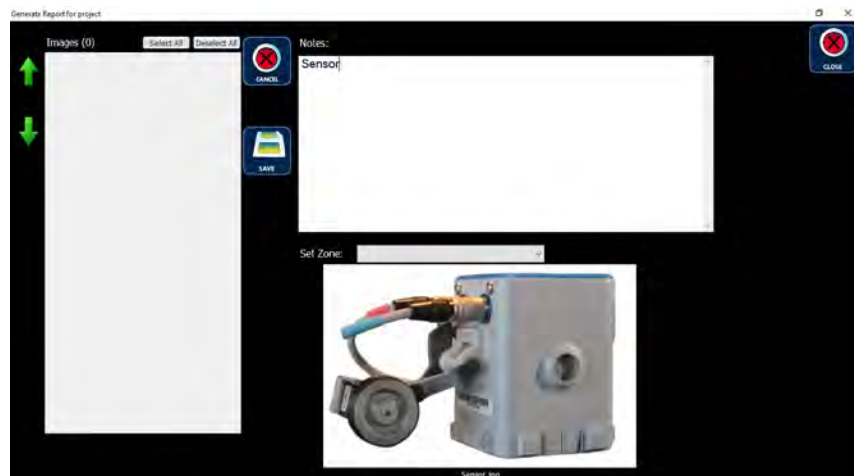 Generate Report for project
Images (0)
Select All
Deselect All
CANCEL
SAVE
Notes:
Sensor
CLOSE
Set Zone:
Sensor.jpg